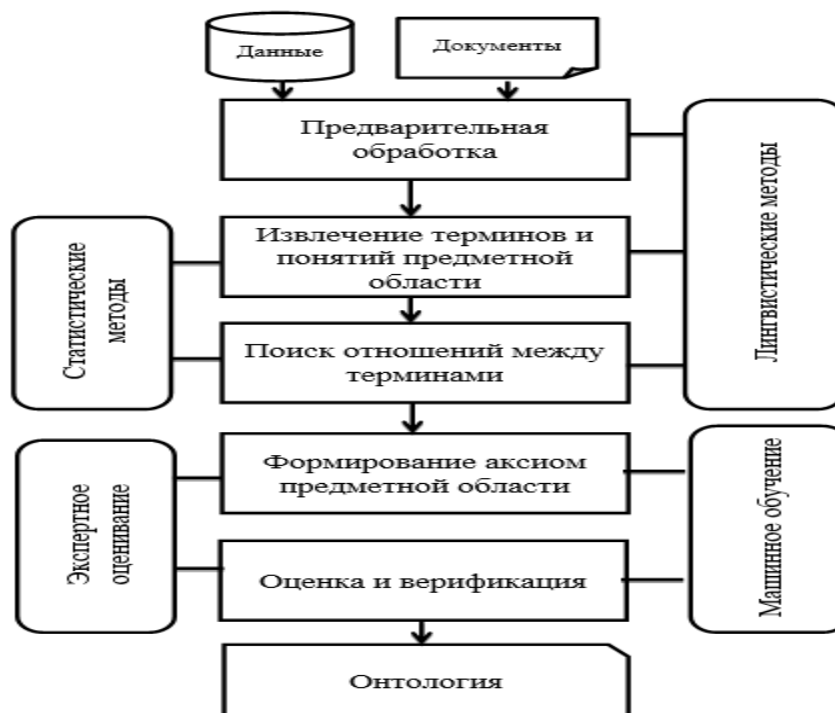 Данные
Документы
Предварительная
обработка
Извлечение терминов и
понятий предметной
области
Поиск отношений между
терминами
Формирование аксиом
предметной области
Оценка и верификация
Онтология
Статистические
методы
Экспертное
оценивание
Лингвистические методы
Машинное обучение